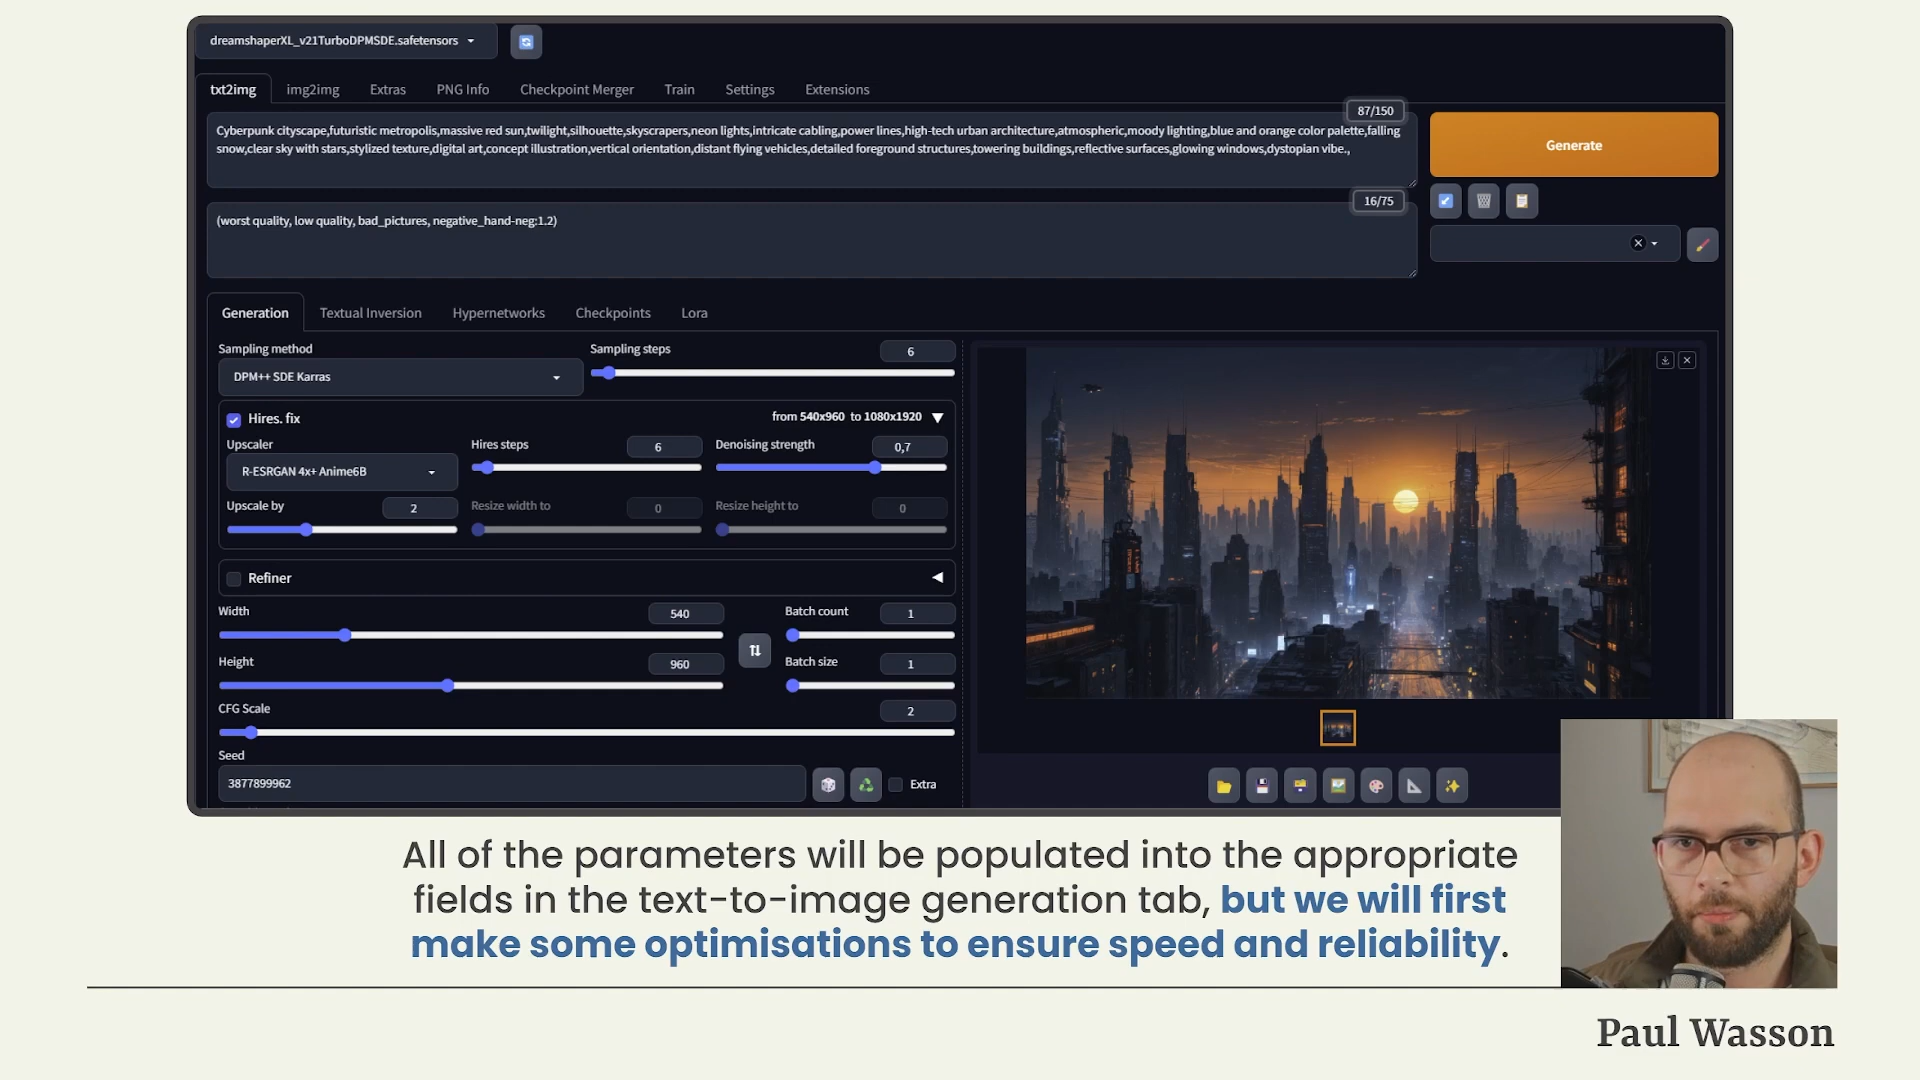 dreamshaperXL_v21TurboDPMSDE.safetensors
txt2img img2img Extras PNG Info Checkpoint Merger Train Settings Extensions
87/150
Cyberpunk cityscape,futuristic metropolis,massive red sun,twilight,silhouette,skyscrapers,neon lights,intricate cabling,power lines,high-tech urban architecture,atmospheric,moody lighting,blue and orange color palette,falling
snow,clear sky with stars,stylized texture,digital art,concept illustration,vertical orientation,distant flying vehicles,detailed foreground structures,towering buildings,reflective surfaces,glowing windows,dystopian vibe.,
Generate
16/75
(worst quality, low quality, bad_pictures, negative_hand-neg:1.2)
Generation Textual Inversion Hypernetworks Checkpoints Lora
Sampling method Sampling steps 6
DPM++ SDE Karras
Hires. fix from 540x960 to 1080x1920
Upscaler Hires steps 6 Denoising strength 0,7
R-ESRGAN 4x+ Anime6B
Upscale by 2 Resize width to 0 Resize height to 0
Refiner
Width 540 Batch count 1
Height 960 Batch size 1
CFG Scale 2
Seed
3877899962 Extra
All of the parameters will be populated into the appropriate
fields in the text-to-image generation tab, but we will first
make some optimisations to ensure speed and reliability.
Paul Wasson